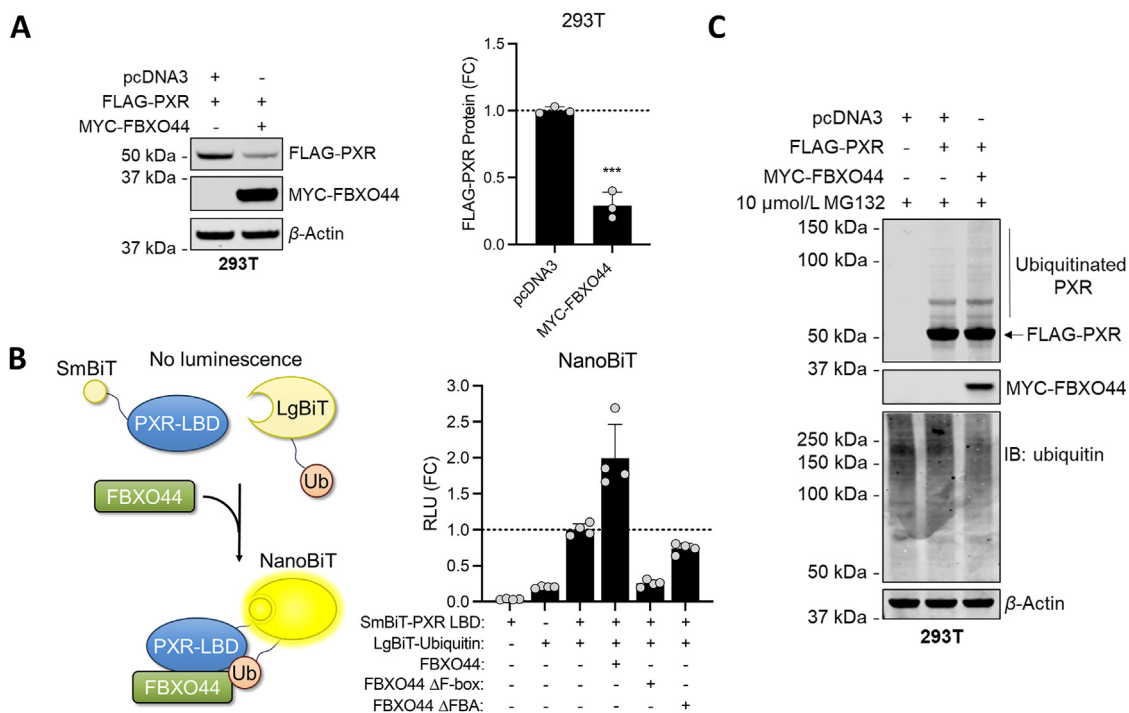 A
pcDNA3 + -
FLAG-PXR + +
MYC-FBXO44 - +
50 kDa - FLAG-PXR
37 kDa -
MYC-FBXO44
β-Actin
37 kDa -
293T
293T
FLAG-PXR Protein (FC)
1.5
1.0
0.5
0.0
***
pcDNA3
MYC-FBXO44
B
No luminescence
SmBiT
PXR-LBD
LgBiT
Ub
FBXO44
NanoBiT
PXR-LBD
Ub
FBXO44
NanoBiT
RLU (FC)
3.0
2.5
2.0
1.5
1.0
0.5
0.0
SmBiT-PXR LBD: + - + + + +
LgBiT-Ubiquitin: - + + + + +
FBXO44: - - - + - -
FBXO44 ΔF-box: - - - - + -
FBXO44 ΔFBA: - - - - - +
C
pcDNA3 + + -
FLAG-PXR - + +
MYC-FBXO44 - - +
10 μmol/L MG132 + + +
150 kDa -
100 kDa -
Ubiquitinated
PXR
50 kDa - FLAG-PXR
37 kDa -
MYC-FBXO44
250 kDa - IB: ubiquitin
150 kDa -
100 kDa -
50 kDa -
β-Actin
37 kDa -
293T